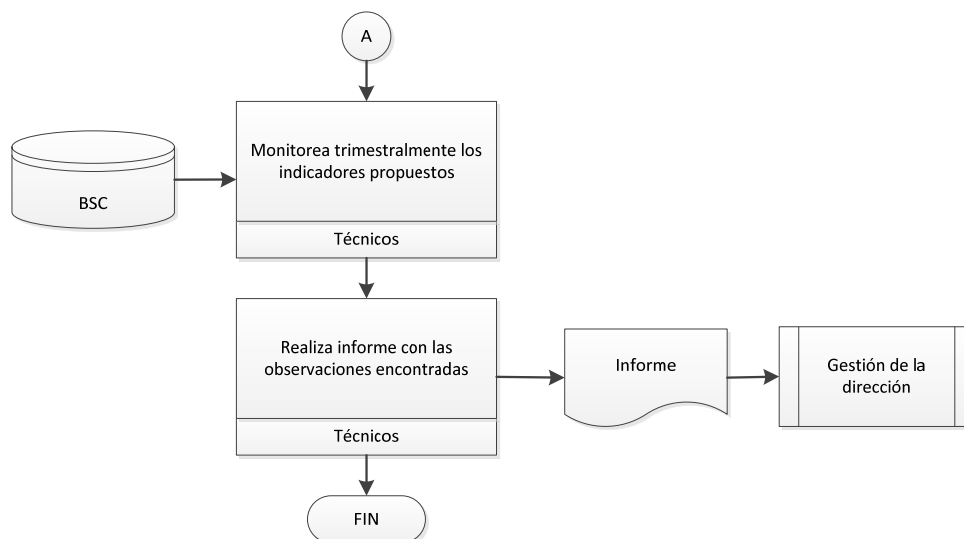 A
Monitorea trimestralmente los
indicadores propuestos
BSC
Técnicos
Realiza informe con las
observaciones encontradas
Informe
Gestión de la
dirección
Técnicos
FIN